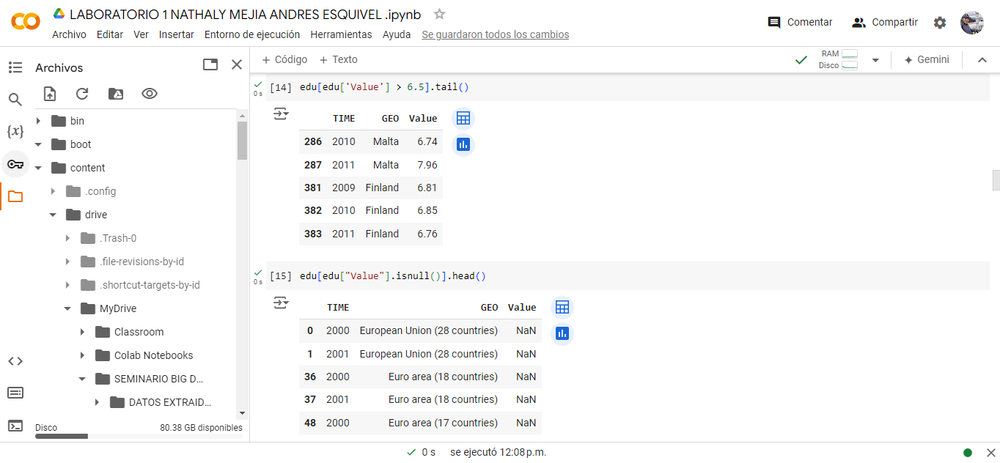 LABORATORIO 1 NATHALY MEJIA ANDRES ESQUIVEL .ipynb
Archivo Editar Ver Insertar Entorno de ejecución Herramientas Ayuda Se guardaron todos los cambios
Comentar Compartir
Archivos
+ Código + Texto
RAM
Disco
Gemini
bin
boot
content
.config
drive
.Trash-0
.file-revisions-by-id
.shortcut-targets-by-id
MyDrive
Classroom
Colab Notebooks
SEMINARIO BIG D...
DATOS EXTRAID...
Disco 80.38 GB disponibles
{x}
0 s
[14] edu[edu['Value'] > 6.5].tail()
TIME GEO Value
286 2010 Malta 6.74
287 2011 Malta 7.96
381 2009 Finland 6.81
382 2010 Finland 6.85
383 2011 Finland 6.76
0 s
[15] edu[edu["Value"].isnull()].head()
TIME GEO Value
0 2000 European Union (28 countries) NaN
1 2001 European Union (28 countries) NaN
36 2000 Euro area (18 countries) NaN
37 2001 Euro area (18 countries) NaN
48 2000 Euro area (17 countries) NaN
0 s se ejecutó 12:08 p.m.